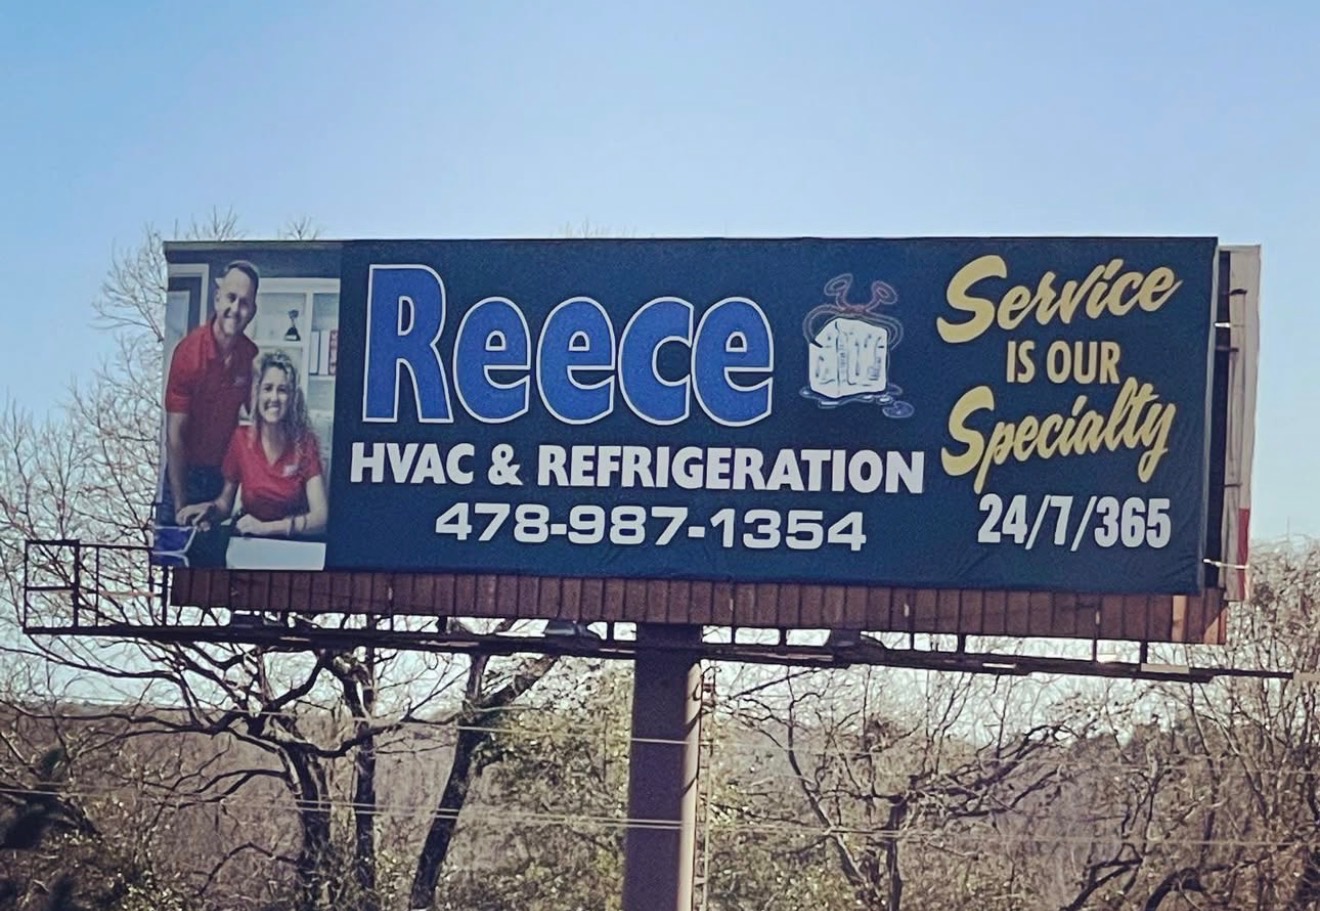 Reece
HVAC & REFRIGERATION
478-987-1354
Service
IS OUR
Specialty
24/7/365